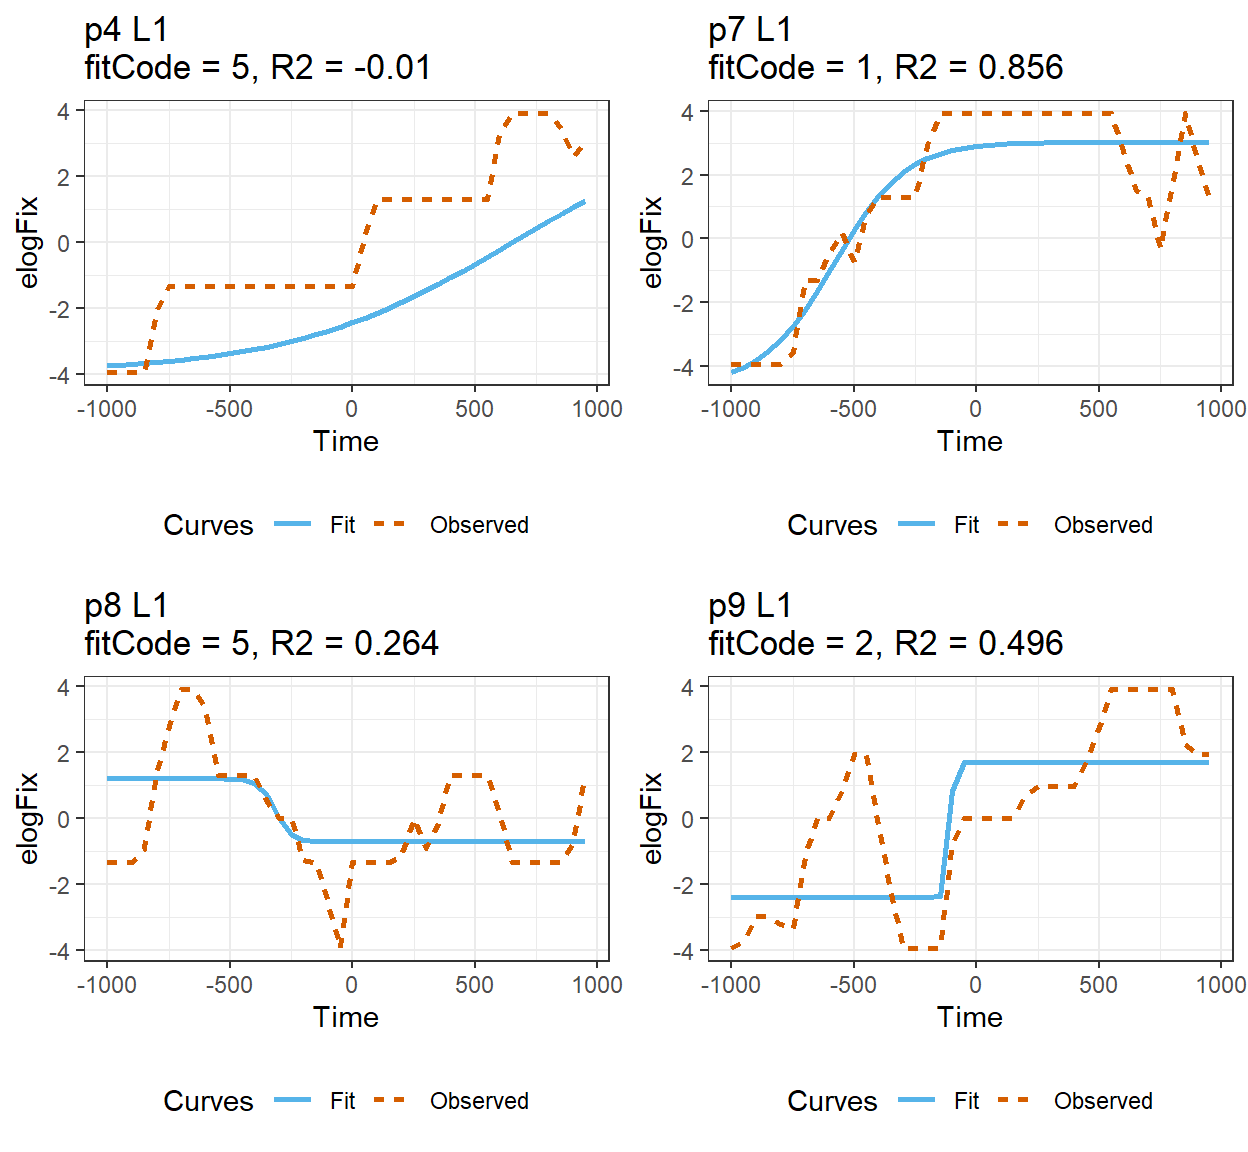 p4 L1
fitCode = 5, R2 = -0.01
4
2
0
-2
-4
elogFix
-1000 -500 0 500 1000
Time
Curves Fit Observed
p7 L1
fitCode = 1, R2 = 0.856
4
2
0
-2
-4
elogFix
-1000 -500 0 500 1000
Time
Curves Fit Observed
p8 L1
fitCode = 5, R2 = 0.264
4
2
0
-2
-4
elogFix
-1000 -500 0 500 1000
Time
Curves Fit Observed
p9 L1
fitCode = 2, R2 = 0.496
4
2
0
-2
-4
elogFix
-1000 -500 0 500 1000
Time
Curves Fit Observed